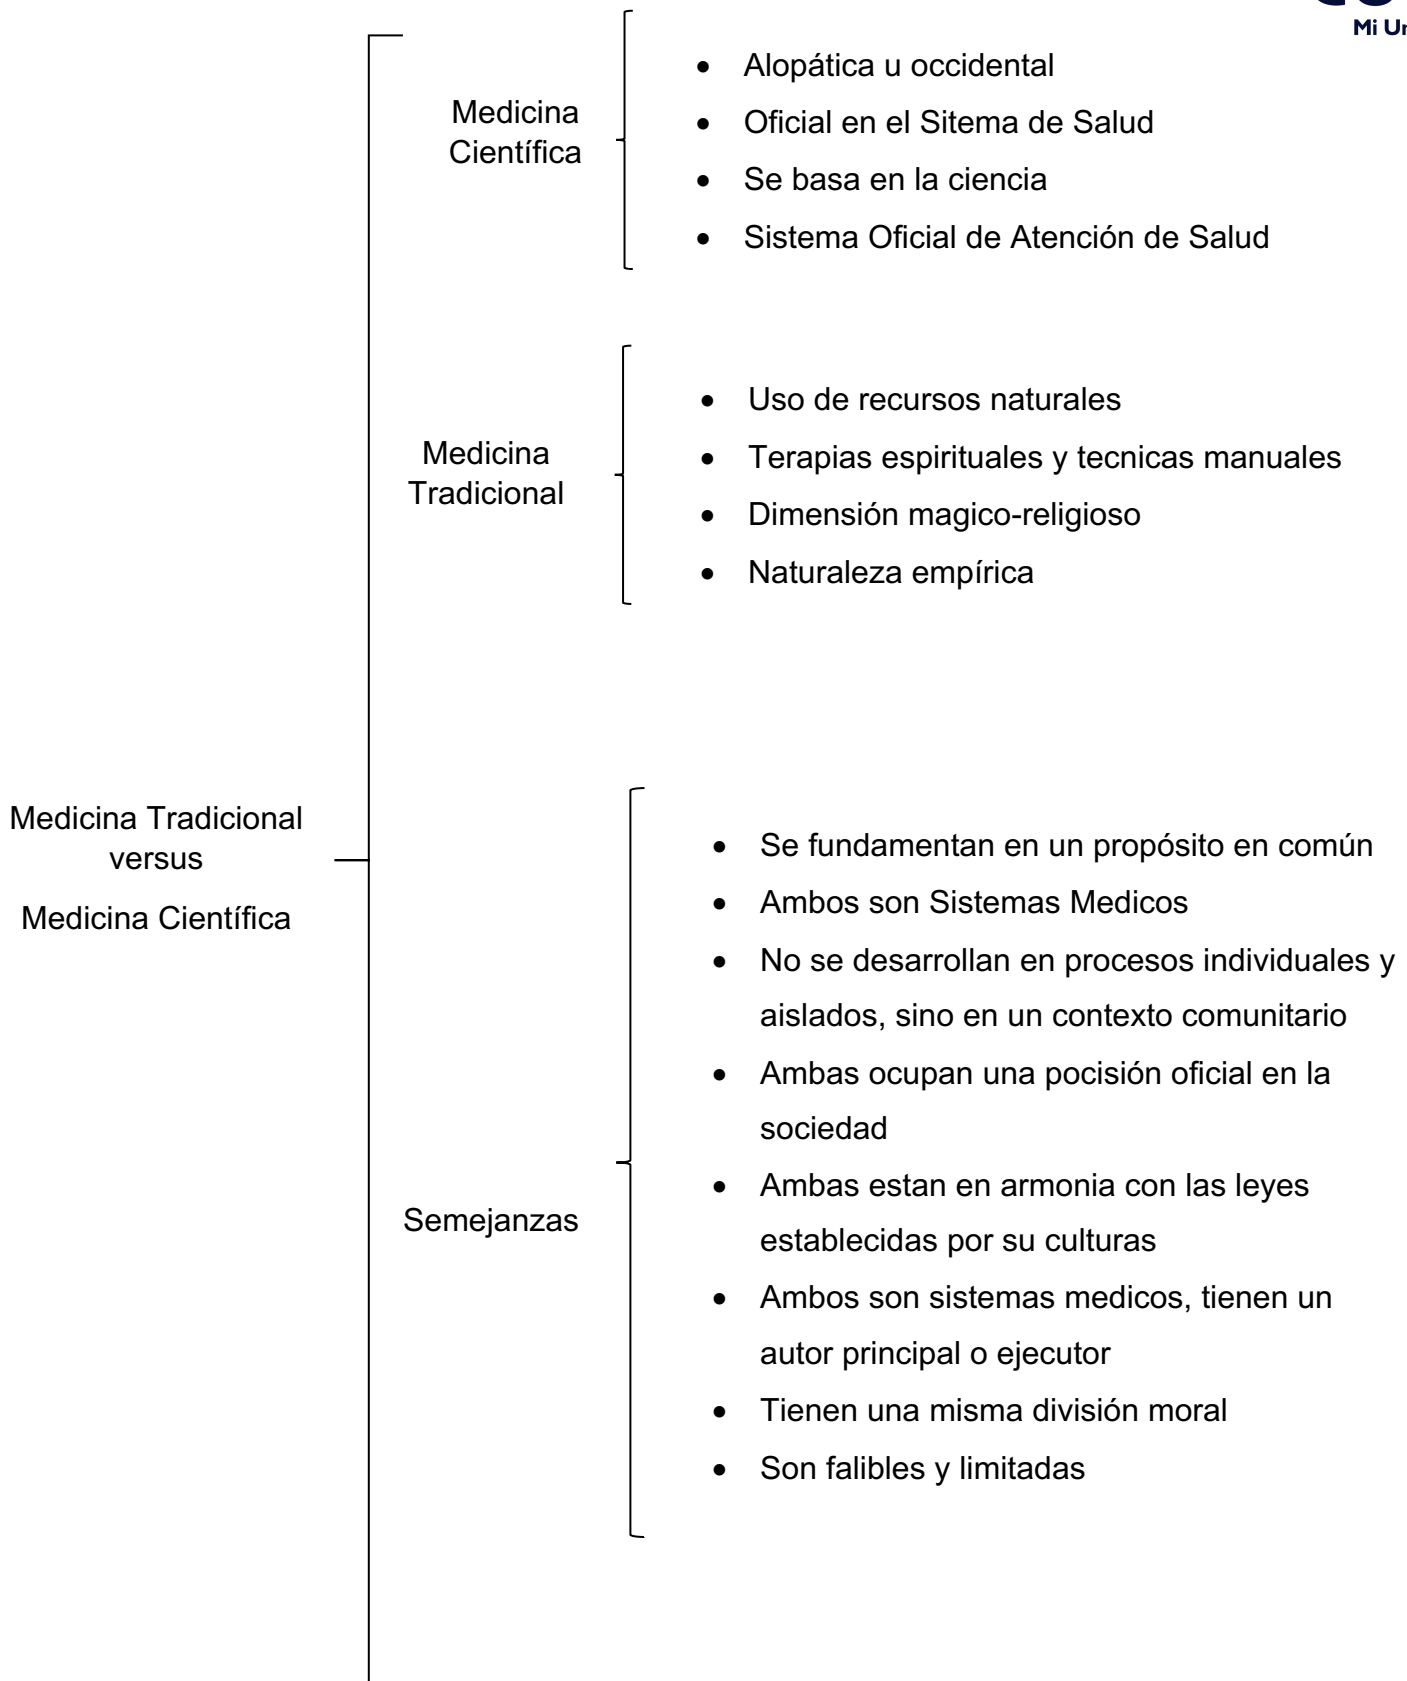 Mi Un
Alopática u occidental
Medicina
Científica
Oficial en el Sitema de Salud
Se basa en la ciencia
Sistema Oficial de Atención de Salud
Uso de recursos naturales
Medicina
Tradicional
Terapias espirituales y tecnicas manuales
Dimensión magico-religioso
Naturaleza empírica
Medicina Tradicional
versus
Medicina Científica
Se fundamentan en un propósito en común
Ambos son Sistemas Medicos
No se desarrollan en procesos individuales y
aislados, sino en un contexto comunitario
Ambas ocupan una pocisión oficial en la
sociedad
Semejanzas
Ambas estan en armonia con las leyes
establecidas por su culturas
Ambos son sistemas medicos, tienen un
autor principal o ejecutor
Tienen una misma división moral
Son falibles y limitadas